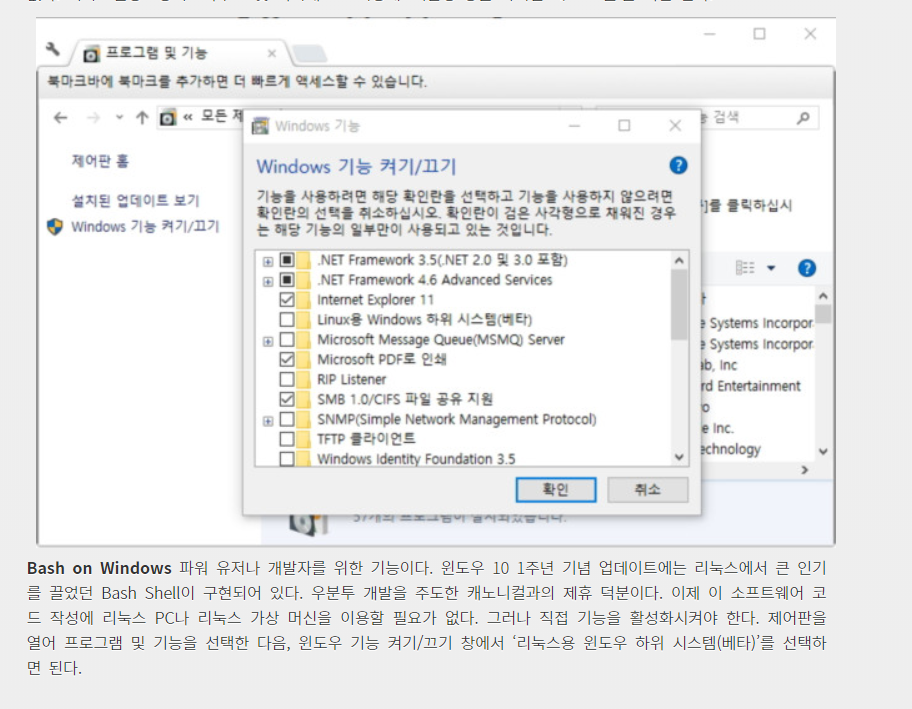 프로그램 및 기능
북마크바에 북마크를 추가하면 더 빠르게 액세스할 수 있습니다.
« 모든 제
검색
제어판 홈
설치된 업데이트 보기
Windows 기능 켜기/끄기
를 클릭하십시
Windows 기능
Windows 기능 켜기/끄기
기능을 사용하려면 해당 확인란을 선택하고 기능을 사용하지 않으려면
확인란의 선택을 취소하십시오. 확인란이 검은 사각형으로 채워진 경우
는 해당 기능의 일부만이 사용되고 있는 것입니다.
.NET Framework 3.5(.NET 2.0 및 3.0 포함)
.NET Framework 4.6 Advanced Services
Internet Explorer 11
Linux용 Windows 하위 시스템(베타)
Microsoft Message Queue(MSMQ) Server
Microsoft PDF로 인쇄
RIP Listener
SMB 1.0/CIFS 파일 공유 지원
SNMP(Simple Network Management Protocol)
TFTP 클라이언트
Windows Identity Foundation 3.5
확인
취소
e Systems Incorpor
e Systems Incorpor
ab, Inc
rd Entertainment
o
e Inc.
echnology
57개의 프로그램이 설치되었습니다.
Bash on Windows 파워 유저나 개발자를 위한 기능이다. 윈도우 10 1주년 기념 업데이트에는 리눅스에서 큰 인기
를 끌었던 Bash Shell이 구현되어 있다. 우분투 개발을 주도한 캐노니컬과의 제휴 덕분이다. 이제 이 소프트웨어 코
드 작성에 리눅스 PC나 리눅스 가상 머신을 이용할 필요가 없다. 그러나 직접 기능을 활성화시켜야 한다. 제어판을
열어 프로그램 및 기능을 선택한 다음, 윈도우 기능 켜기/끄기 창에서 ‘리눅스용 윈도우 하위 시스템(베타)’를 선택하
면 된다.